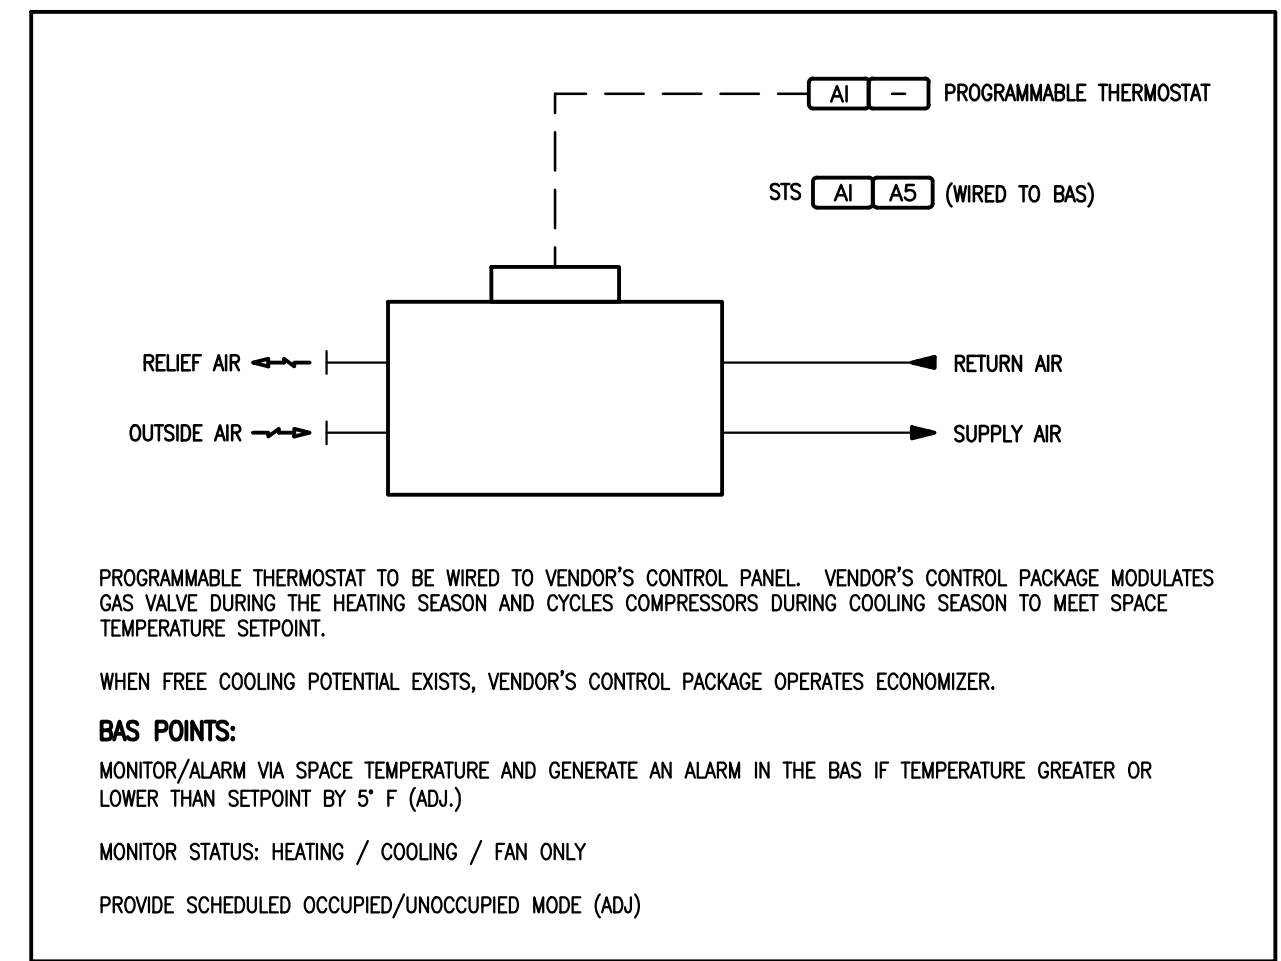 AI - PROGRAMMABLE THERMOSTAT
STS AI A5 (WIRED TO BAS)
RELIEF AIR
RETURN AIR
OUTSIDE AIR
SUPPLY AIR
PROGRAMMABLE THERMOSTAT TO BE WIRED TO VENDOR'S CONTROL PANEL. VENDOR'S CONTROL PACKAGE MODULATES
GAS VALVE DURING THE HEATING SEASON AND CYCLES COMPRESSORS DURING COOLING SEASON TO MEET SPACE
TEMPERATURE SETPOINT.
WHEN FREE COOLING POTENTIAL EXISTS, VENDOR'S CONTROL PACKAGE OPERATES ECONOMIZER.
BAS POINTS:
MONITOR/ALARM VIA SPACE TEMPERATURE AND GENERATE AN ALARM IN THE BAS IF TEMPERATURE GREATER OR
LOWER THAN SETPOINT BY 5° F (ADJ.)
MONITOR STATUS: HEATING / COOLING / FAN ONLY
PROVIDE SCHEDULED OCCUPIED/UNOCCUPIED MODE (ADJ)